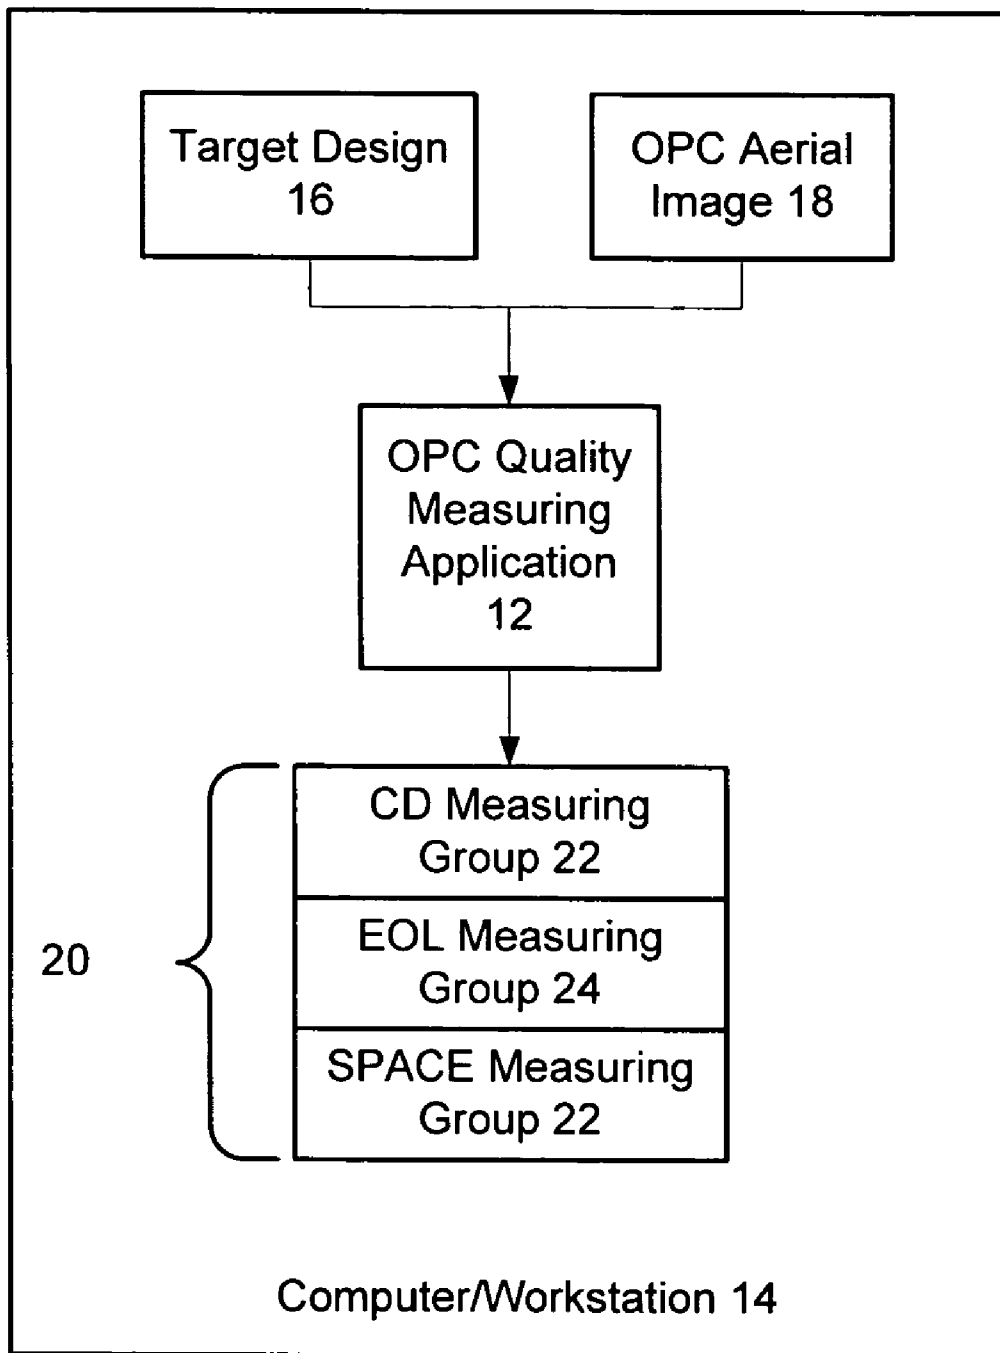 Target Design
16
OPC Aerial
Image 18
OPC Quality
Measuring
Application
12
CD Measuring
Group 22
EOL Measuring
Group 24
SPACE Measuring
Group 22
20
Computer/Workstation 14